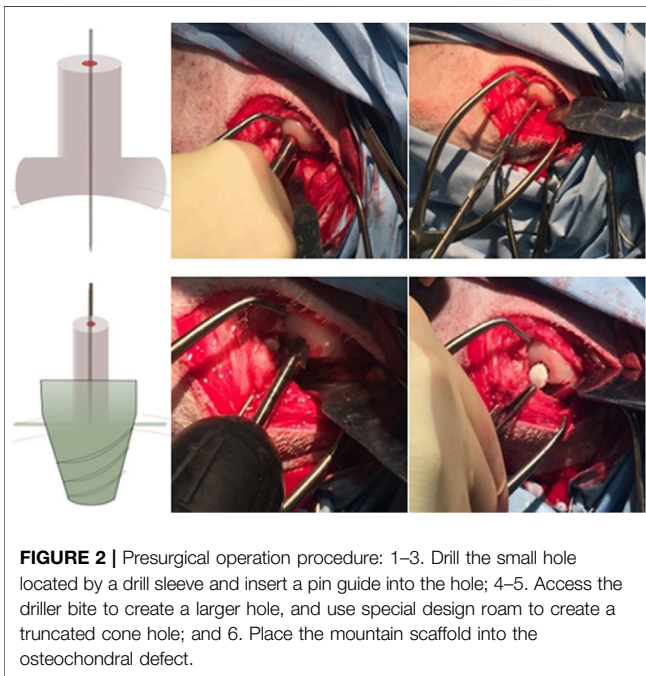 FIGURE 2 | Presurgical operation procedure: 1–3. Drill the small hole
located by a drill sleeve and insert a pin guide into the hole; 4–5. Access the
driller bite to create a larger hole, and use special design roam to create a
truncated cone hole; and 6. Place the mountain scaffold into the
osteochondral defect.